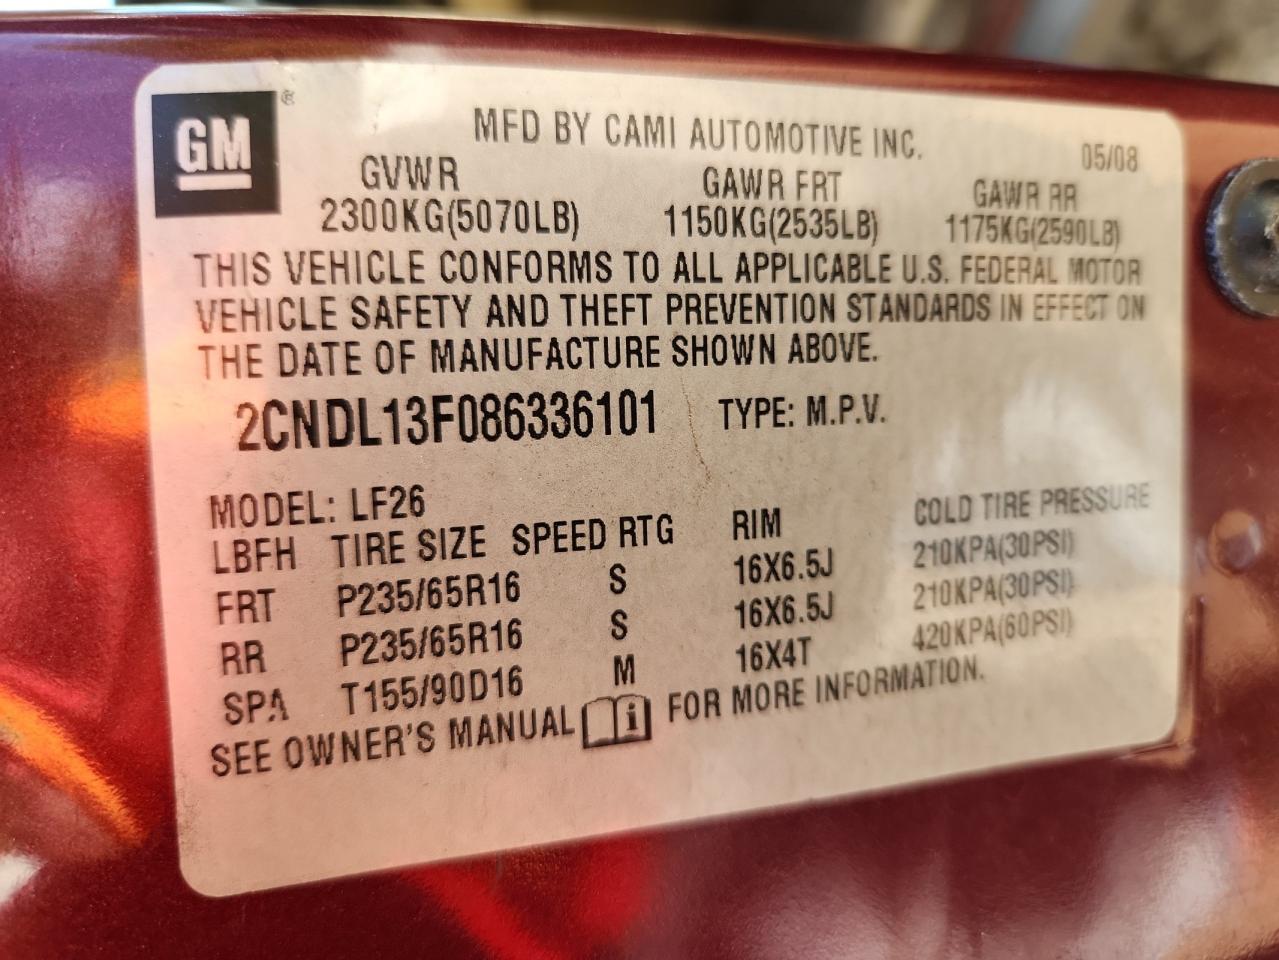 GM ®
MFD BY CAMI AUTOMOTIVE INC. 05/08
GVWR GAWR FRT GAWR RR
2300KG(5070LB) 1150KG(2535LB) 1175KG(2590LB)
THIS VEHICLE CONFORMS TO ALL APPLICABLE U.S. FEDERAL MOTOR
VEHICLE SAFETY AND THEFT PREVENTION STANDARDS IN EFFECT ON
THE DATE OF MANUFACTURE SHOWN ABOVE.
2CNDL13F086336101 TYPE: M.P.V.
MODEL: LF26
LBFH TIRE SIZE SPEED RTG RIM COLD TIRE PRESSURE
FRT P235/65R16 S 16X6.5J 210KPA(30PSI)
RR P235/65R16 S 16X6.5J 210KPA(30PSI)
SPA T155/90D16 M 16X4T 420KPA(60PSI)
SEE OWNER'S MANUAL i FOR MORE INFORMATION.